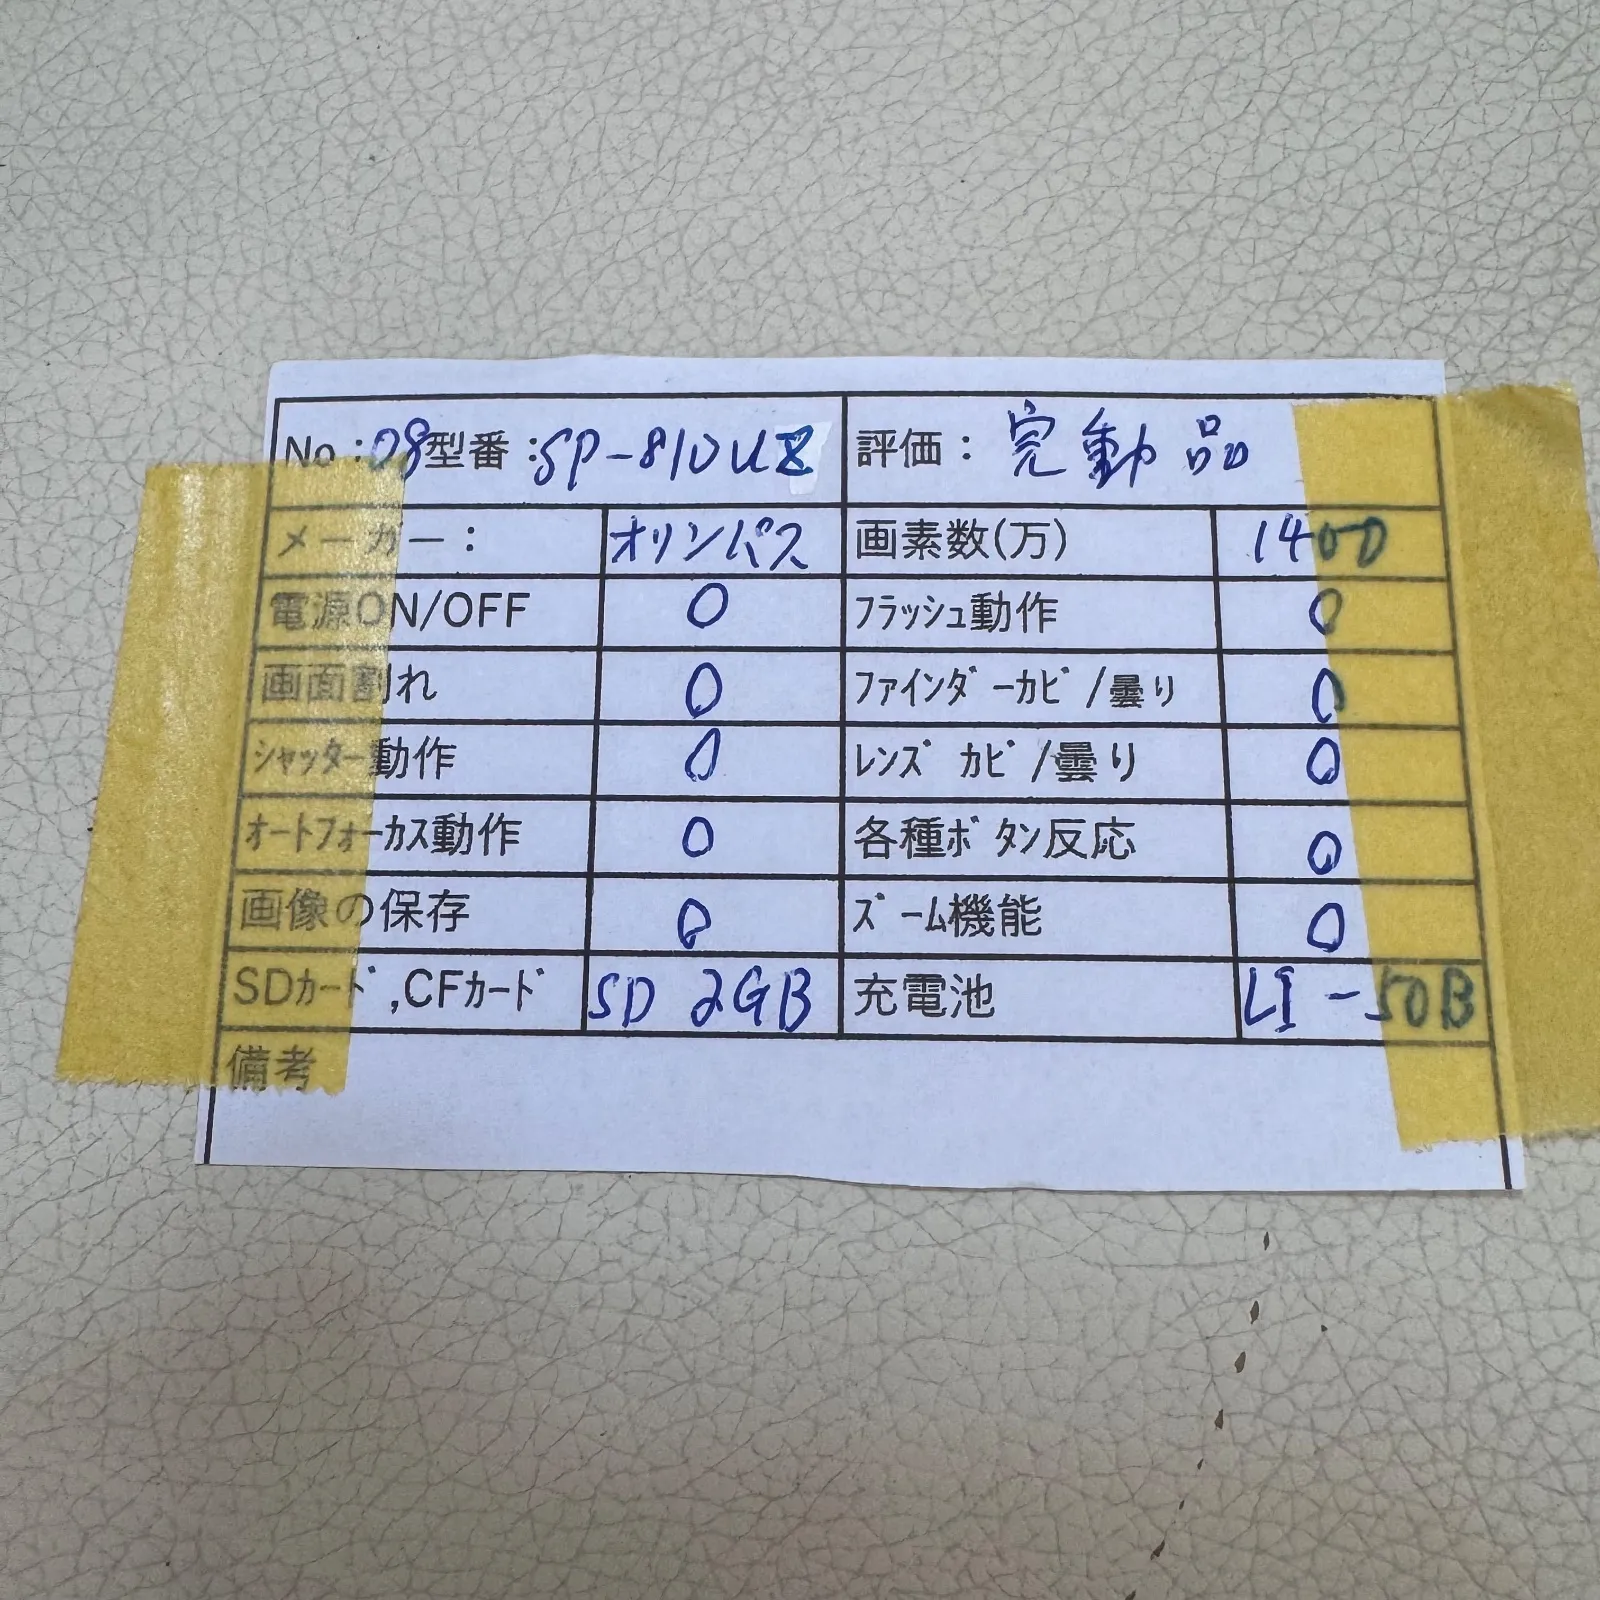 No：08型番：SP-810UZ 評価：完動品
メーカー： オリンパス 画素数(万) 1400
電源ON/OFF O ﾌﾗｯｼｭ動作 O
画面割れ O ﾌｧｲﾝﾀﾞｰｶﾋﾞ/曇り O
ｼｬｯﾀｰ動作 O ﾚﾝｽﾞｶﾋﾞ/曇り O
ｵｰﾄﾌｫｰｶｽ動作 O 各種ﾎﾞﾀﾝ反応 O
画像の保存 O ｽﾞｰﾑ機能 O
SDｶｰﾄﾞ,CFｶｰﾄﾞ SD 2GB 充電池 LI-50B
備考